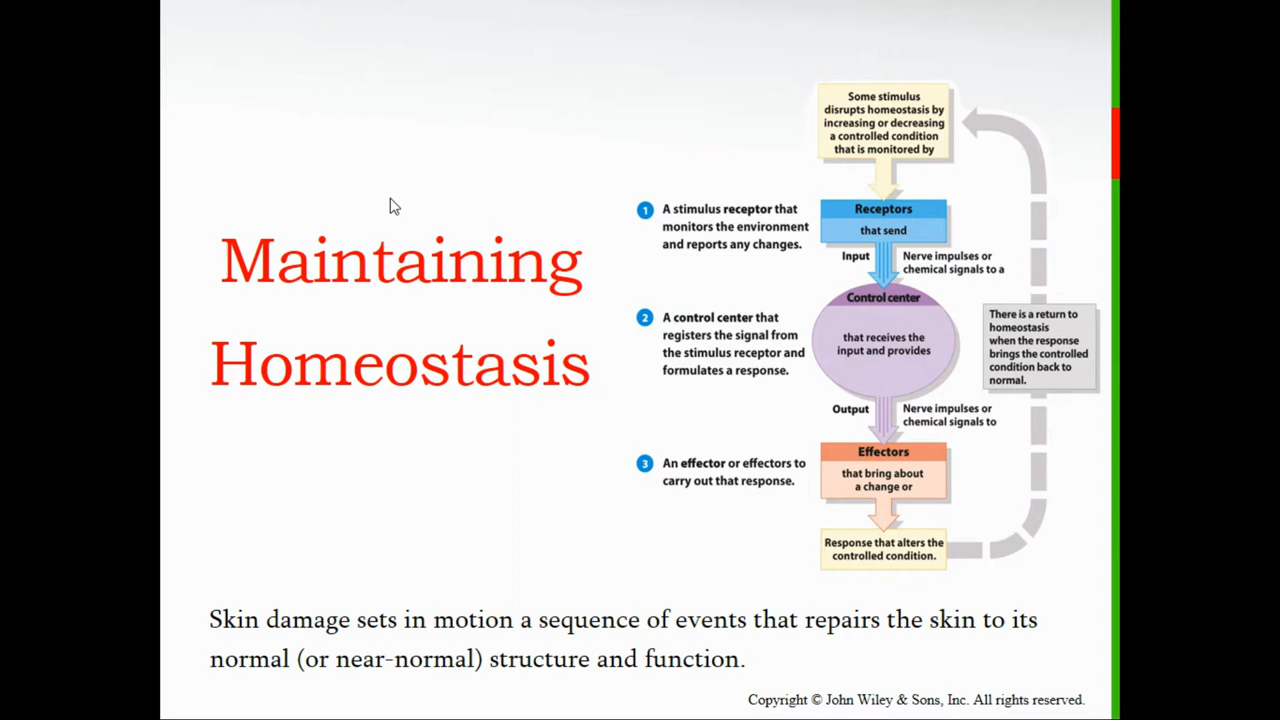 Maintaining
Homeostasis
Some stimulus
disrupts homeostasis by
increasing or decreasing
a controlled condition
that is monitored by
1 A stimulus receptor that
monitors the environment
and reports any changes.
Receptors
that send
Input
Nerve impulses or
chemical signals to a
2 A control center that
registers the signal from
the stimulus receptor and
formulates a response.
Control center
that receives the
input and provides
There is a return to
homeostasis
when the response
brings the controlled
condition back to
normal.
Output
Nerve impulses or
chemical signals to
3 An effector or effectors to
carry out that response.
Effectors
that bring about
a change or
Response that alters the
controlled condition.
Skin damage sets in motion a sequence of events that repairs the skin to its
normal (or near-normal) structure and function.
Copyright © John Wiley & Sons, Inc. All rights reserved.